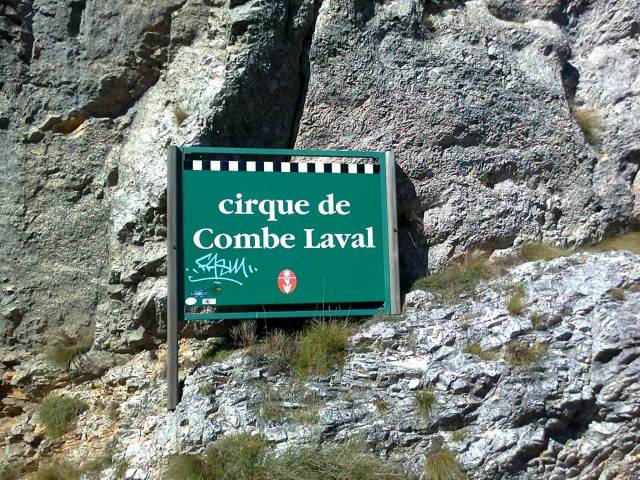 cirque de
Combe Laval